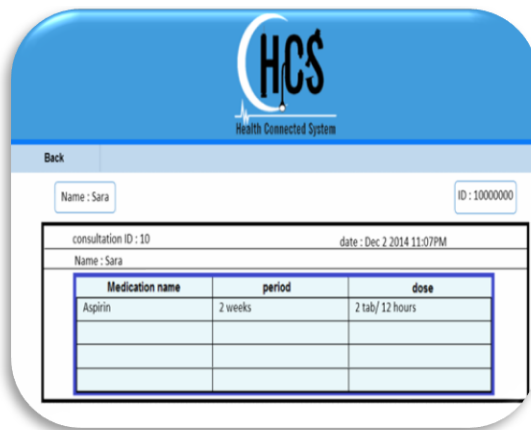 HCS
Health Connected System
Back
Name : Sara ID : 10000000
consultation ID : 10 date : Dec 2 2014 11:07PM
Name : Sara
Medication name period dose
Aspirin 2 weeks 2 tab/ 12 hours